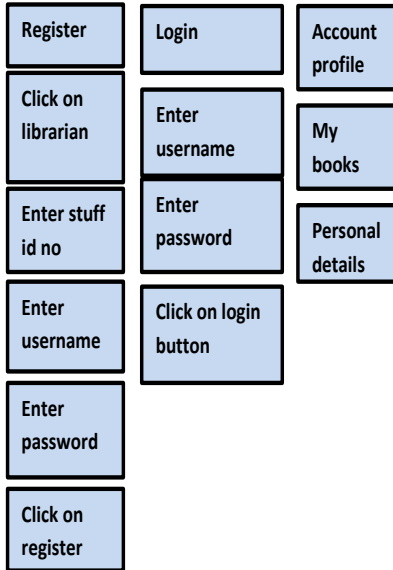 Register
Click on
librarian
Enter stuff
id no
Enter
username
Enter
password
Click on
register
Login
Enter
username
Enter
password
Click on login
button
Account
profile
My
books
Personal
details